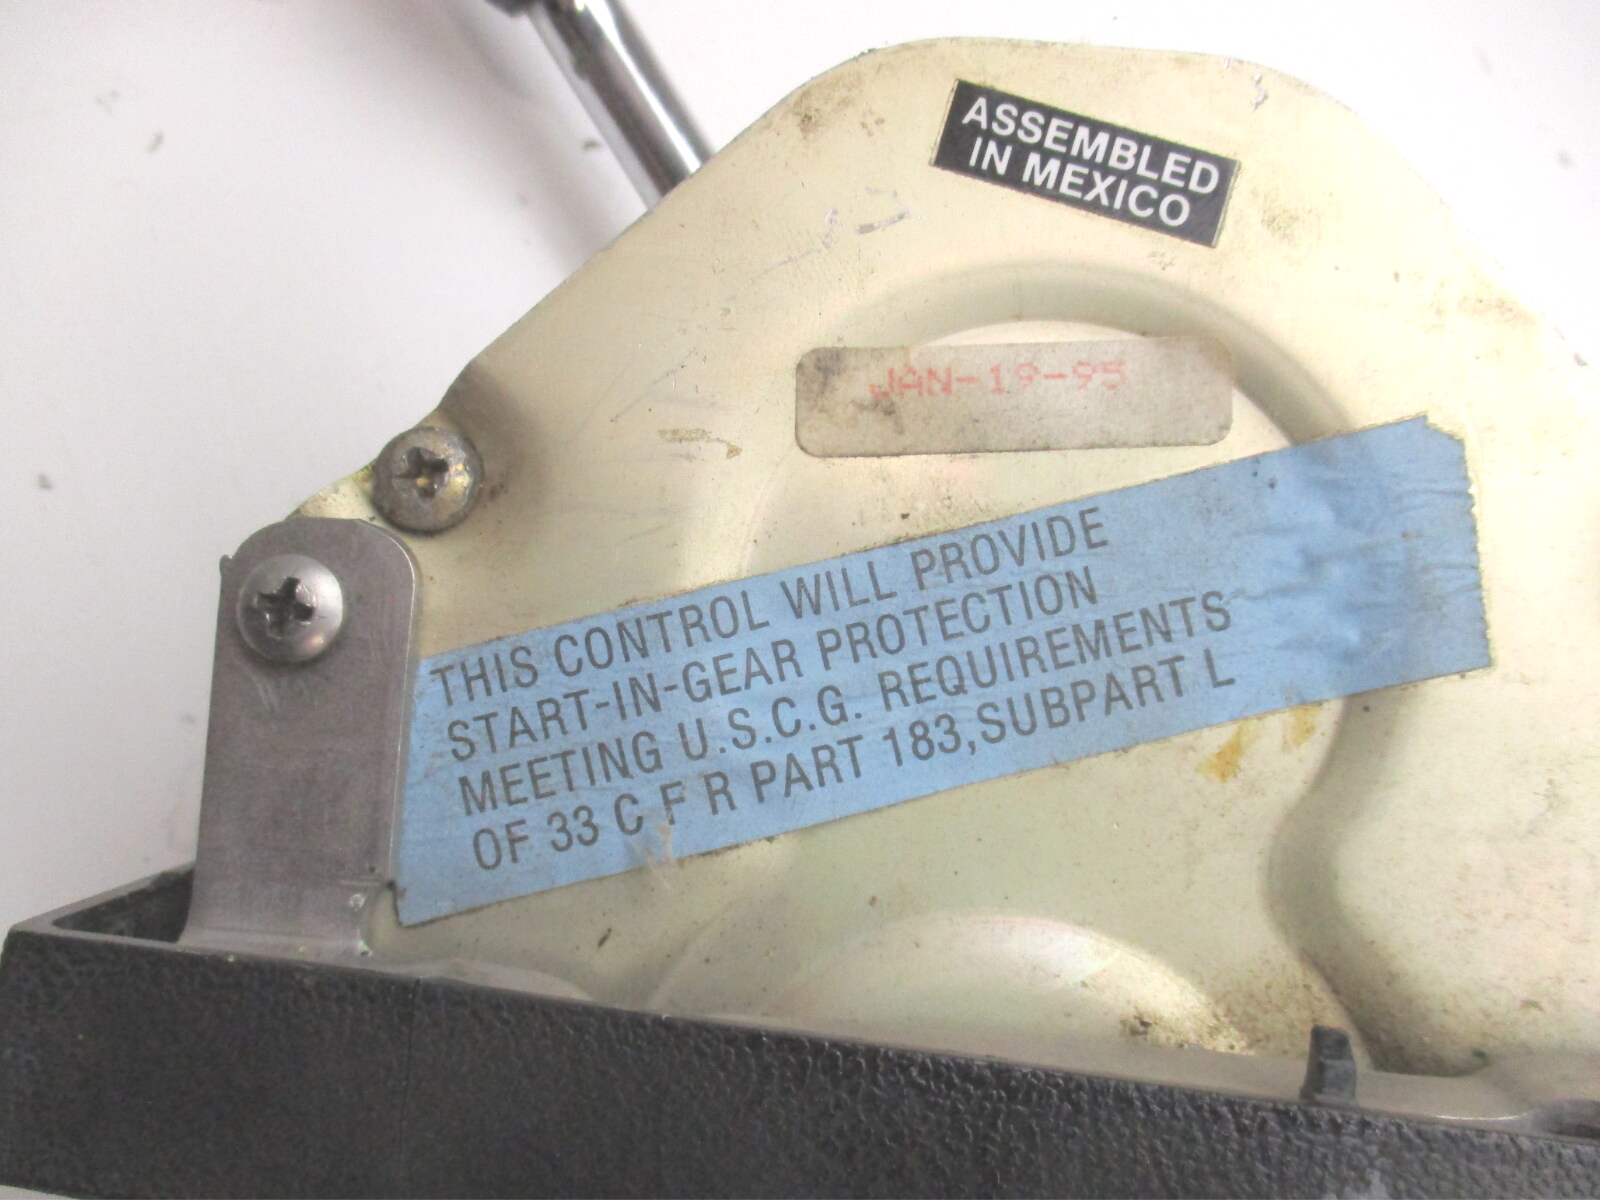 ASSEMBLED
IN MEXICO
JAN-19-95
THIS CONTROL WILL PROVIDE
START-IN-GEAR PROTECTION
MEETING U.S.C.G. REQUIREMENTS
OF 33 C F R PART 183,SUBPART L